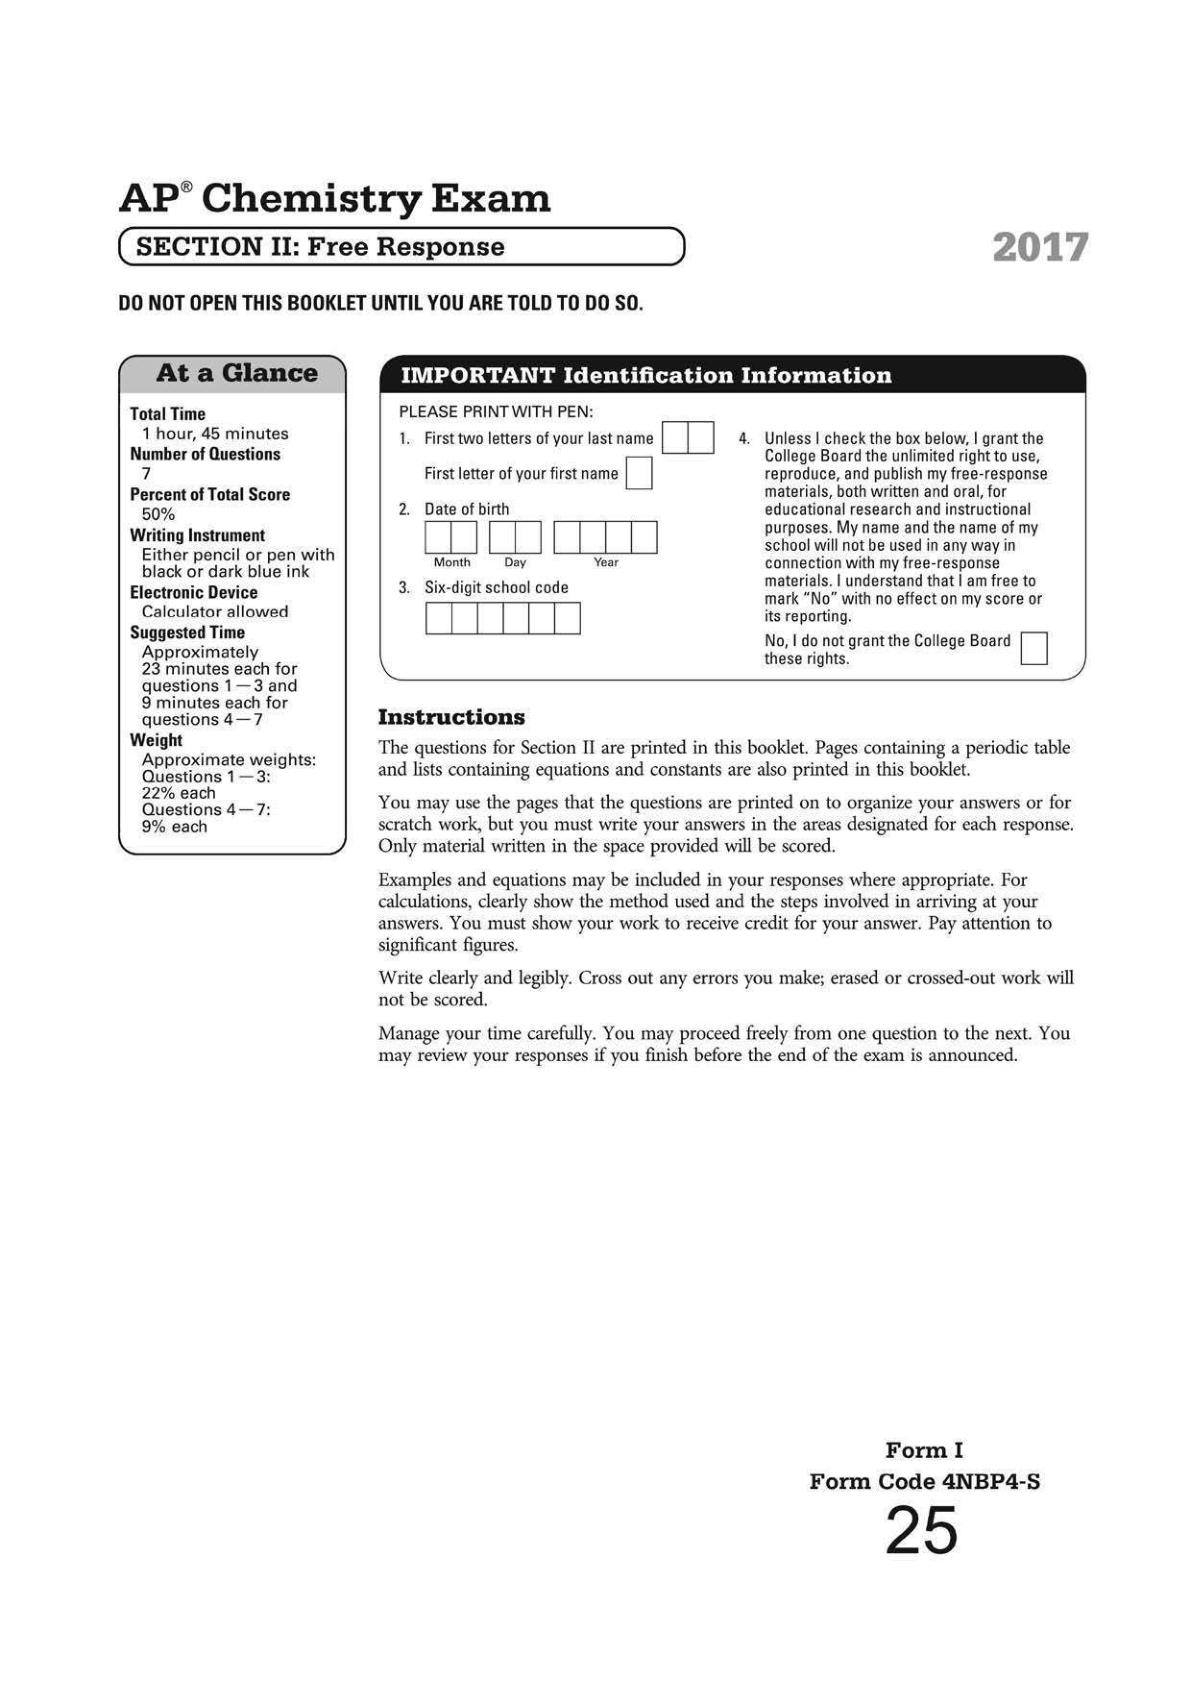 AP® Chemistry Exam
SECTION II: Free Response
2017
DO NOT OPEN THIS BOOKLET UNTIL YOU ARE TOLD TO DO SO.
At a Glance
Total Time
1 hour, 45 minutes
Number of Questions
7
Percent of Total Score
50%
Writing Instrument
Either pencil or pen with
black or dark blue ink
Electronic Device
Calculator allowed
Suggested Time
Approximately
23 minutes each for
questions 1—3 and
9 minutes each for
questions 4—7
Weight
Approximate weights:
Questions 1—3:
22% each
Questions 4—7:
9% each
IMPORTANT Identification Information
PLEASE PRINT WITH PEN:
1. First two letters of your last name
First letter of your first name
2. Date of birth
Month Day Year
3. Six-digit school code
4. Unless I check the box below, I grant the
College Board the unlimited right to use,
reproduce, and publish my free-response
materials, both written and oral, for
educational research and instructional
purposes. My name and the name of my
school will not be used in any way in
connection with my free-response
materials. I understand that I am free to
mark “No” with no effect on my score or
its reporting.
No, I do not grant the College Board
these rights.
Instructions
The questions for Section II are printed in this booklet. Pages containing a periodic table
and lists containing equations and constants are also printed in this booklet.
You may use the pages that the questions are printed on to organize your answers or for
scratch work, but you must write your answers in the areas designated for each response.
Only material written in the space provided will be scored.
Examples and equations may be included in your responses where appropriate. For
calculations, clearly show the method used and the steps involved in arriving at your
answers. You must show your work to receive credit for your answer. Pay attention to
significant figures.
Write clearly and legibly. Cross out any errors you make; erased or crossed-out work will
not be scored.
Manage your time carefully. You may proceed freely from one question to the next. You
may review your responses if you finish before the end of the exam is announced.
Form I
Form Code 4NBP4-S
25